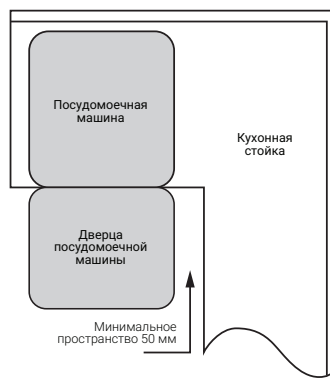 Посудомоечная
машина
Кухонная
стойка
Дверца
посудомоечной
машины
Минимальное
пространство 50 мм